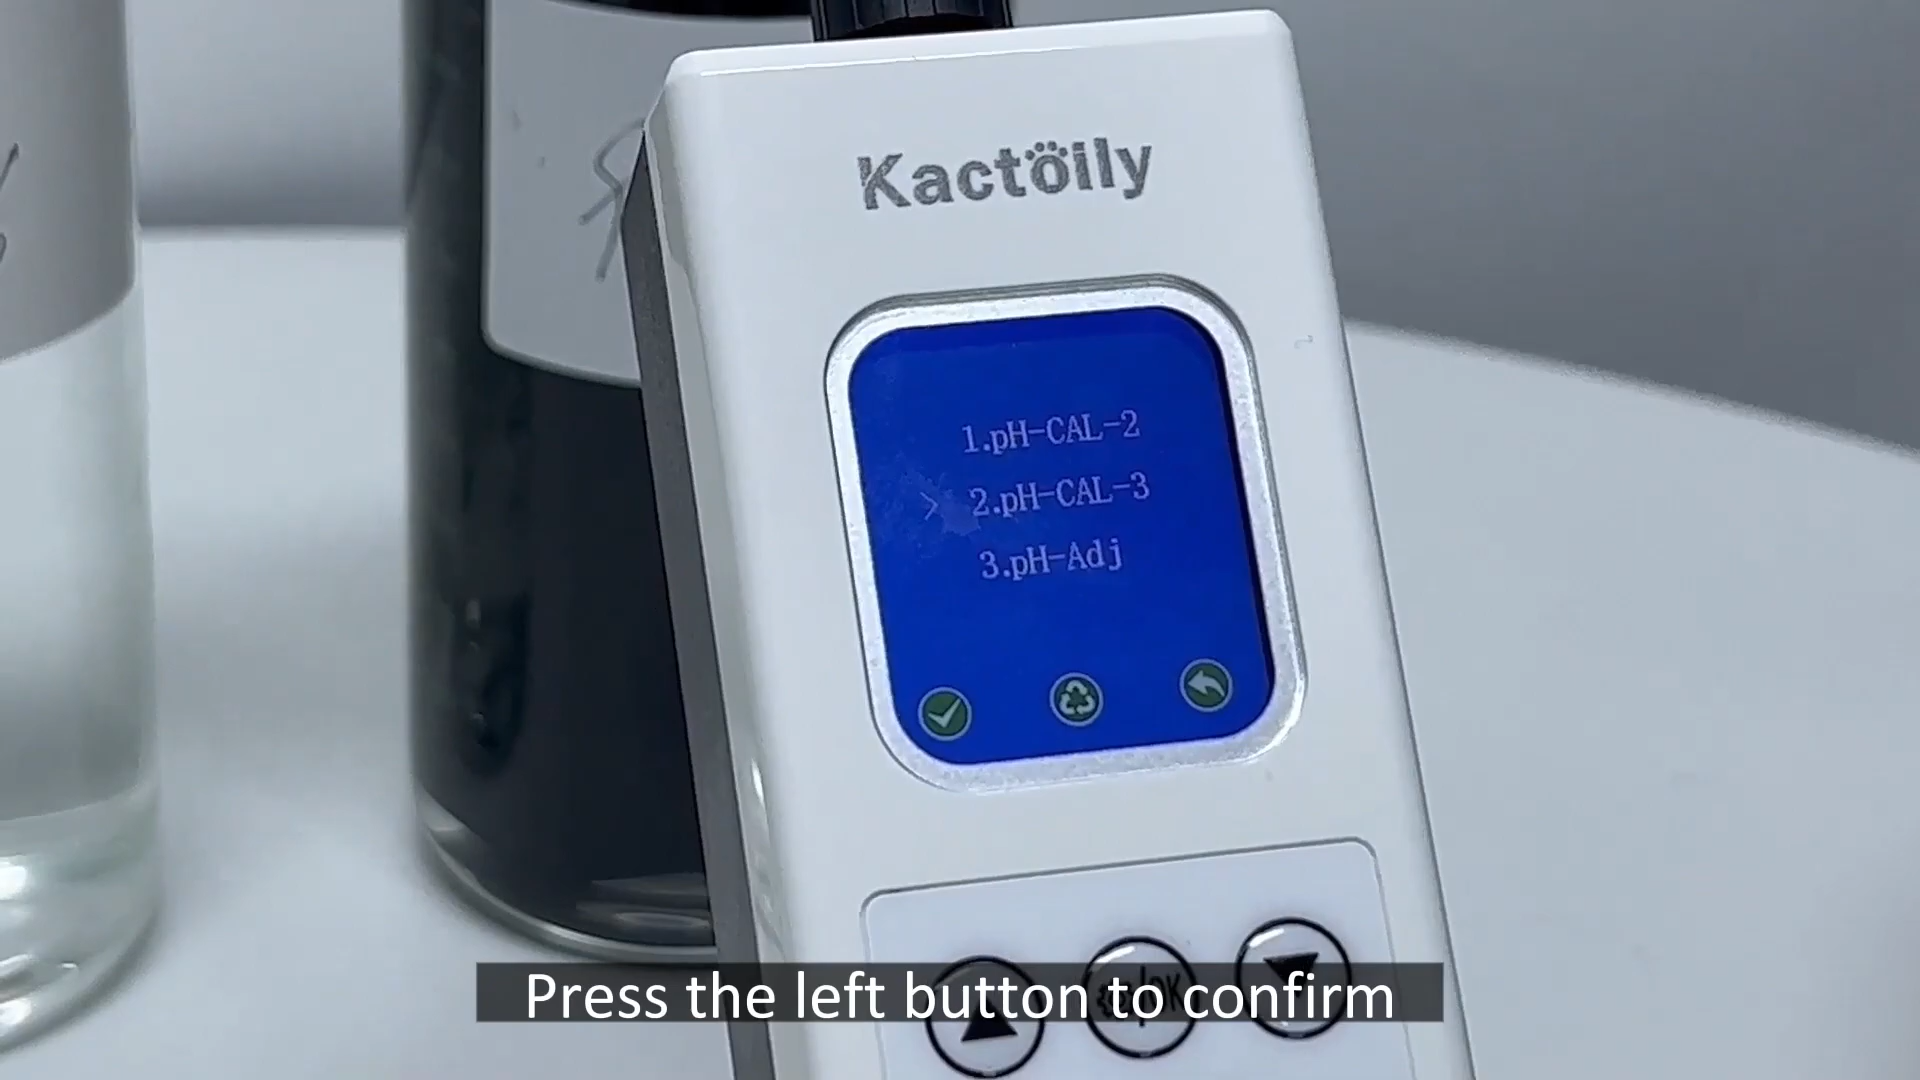 Kactöily
1.pH-CAL-2
> 2.pH-CAL-3
3.pH-Adj
Press the left button to confirm